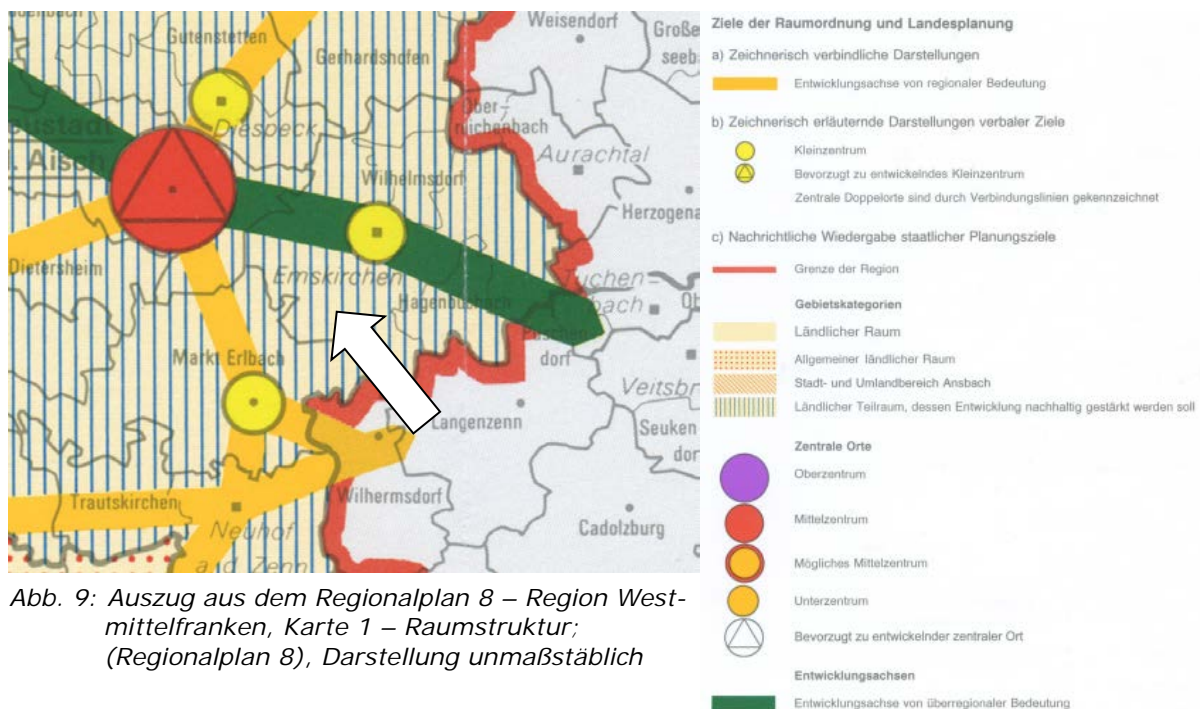 Weisendorf
Große
seeb
Gutenstetten
Gerhardshofen
Ober-
reichenbach
Diespeck
Aurachtal
Aisch
Wilhelmsdorf
Herzogena
Dietersheim
Emskirchen
Hagenbüchach
Tuchen-
bach
Ob
Puschen
dorf
Markt Erlbach
Veitsbr
Langenzenn
Seuken
dor
Trautskirchen
Wilhermsdorf
Neuhof
a.d. Zenn
Cadolzburg
Abb. 9: Auszug aus dem Regionalplan 8 – Region West-
mittelfranken, Karte 1 – Raumstruktur;
(Regionalplan 8), Darstellung unmaßstäblich
Ziele der Raumordnung und Landesplanung
a) Zeichnerisch verbindliche Darstellungen
Entwicklungsachse von regionaler Bedeutung
b) Zeichnerisch erläuternde Darstellungen verbaler Ziele
Kleinzentrum
Bevorzugt zu entwickelndes Kleinzentrum
Zentrale Doppelorte sind durch Verbindungslinien gekennzeichnet
c) Nachrichtliche Wiedergabe staatlicher Planungsziele
Grenze der Region
Gebietskategorien
Ländlicher Raum
Allgemeiner ländlicher Raum
Stadt- und Umlandbereich Ansbach
Ländlicher Teilraum, dessen Entwicklung nachhaltig gestärkt werden soll
Zentrale Orte
Oberzentrum
Mittelzentrum
Mögliches Mittelzentrum
Unterzentrum
Bevorzugt zu entwickelnder zentraler Ort
Entwicklungsachsen
Entwicklungsachse von überregionaler Bedeutung